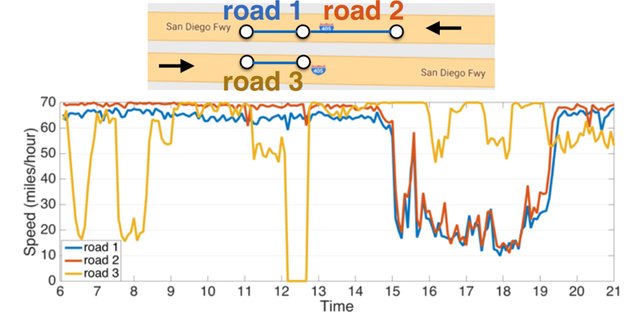 road 1 road 2
San Diego Fwy
405
road 3
405
San Diego Fwy
70
60
50
40
30
20
10
0
Speed (miles/hour)
road 1
road 2
road 3
6 7 8 9 10 11 12 13 14 15 16 17 18 19 20 21
Time